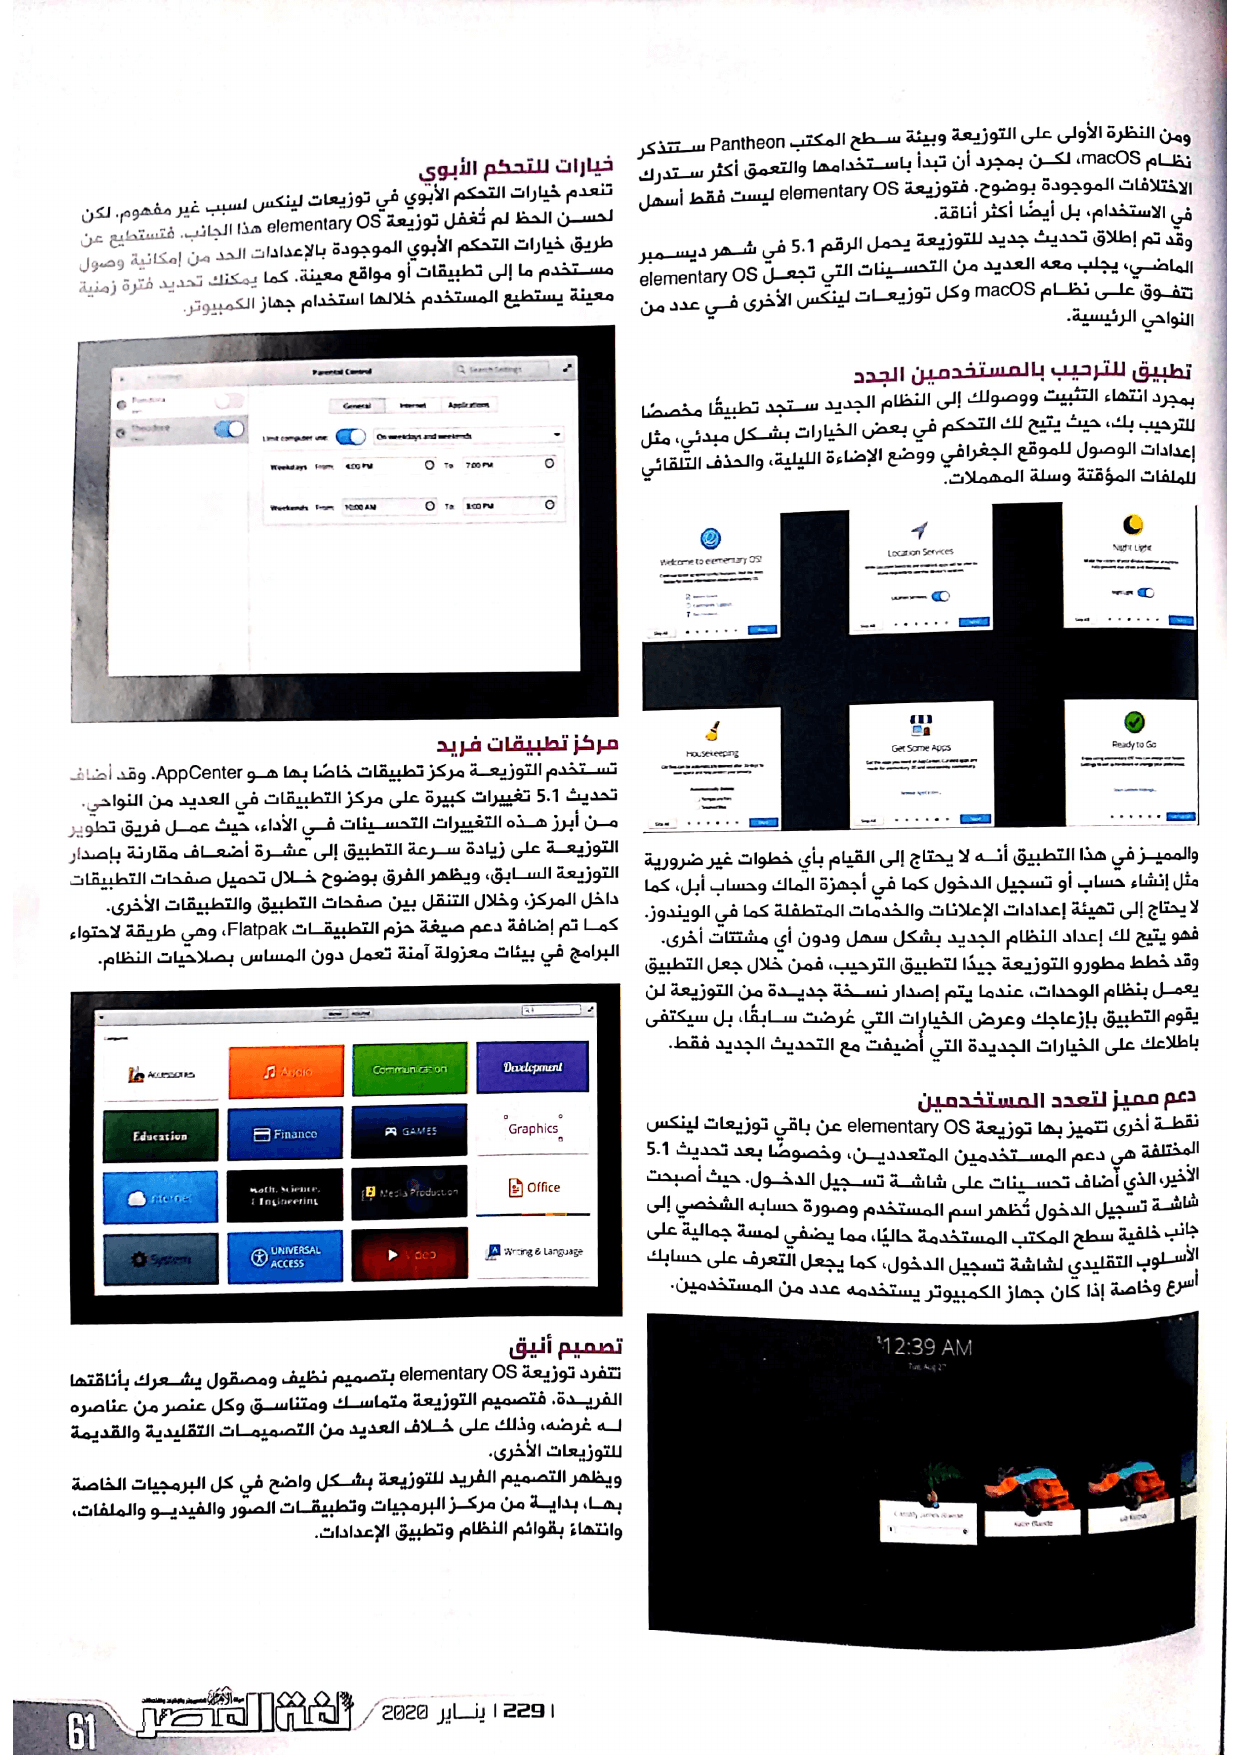 ومن النظرة الأولى على التوزيعة وبيئة سطح المكتب Pantheon ستتذكر
نظام macOS، لكن بمجرد أن تبدأ باستخدامها والتعمق أكثر ستدرك
الاختلافات الموجودة بوضوح. فتوزيعة elementary OS ليست فقط أسهل
في الاستخدام، بل أيضًا أكثر أناقة.
وقد تم إطلاق تحديث جديد للتوزيعة يحمل الرقم 5.1 في شهر ديسمبر
الماضي، يجلب معه العديد من التحسينات التي تجعل elementary OS
تتفوق على نظام macOS وكل توزيعات لينكس الأخرى في عدد من
النواحي الرئيسية.
تطبيق للترحيب بالمستخدمين الجدد
بمجرد انتهاء التثبيت ووصولك إلى النظام الجديد ستجد تطبيقًا مخصصًا
للترحيب بك، حيث يتيح لك التحكم في بعض الخيارات بشكل مبدئي، مثل
إعدادات الوصول للموقع الجغرافي ووضع الإضاءة الليلية، والحذف التلقائي
للملفات المؤقتة وسلة المهملات.
Welcome to elementary OS!
Location Services
Night Light
Housekeeping
Get Some Apps
Ready to Go
والمميز في هذا التطبيق أنه لا يحتاج إلى القيام بأي خطوات غير ضرورية
مثل إنشاء حساب أو تسجيل الدخول كما في أجهزة الماك وحساب أبل، كما
لا يحتاج إلى تهيئة إعدادات الإعلانات والخدمات المتطفلة كما في الويندوز.
فهو يتيح لك إعداد النظام الجديد بشكل سهل ودون أي مشتتات أخرى.
وقد خطط مطورو التوزيعة جيدًا لتطبيق الترحيب، فمن خلال جعل التطبيق
يعمل بنظام الوحدات، عندما يتم إصدار نسخة جديدة من التوزيعة لن
يقوم التطبيق بإزعاجك وعرض الخيارات التي عُرضت سابقًا، بل سيكتفى
باطلاعك على الخيارات الجديدة التي أُضيفت مع التحديث الجديد فقط.
دعم مميز لتعدد المستخدمين
نقطة أخرى تتميز بها توزيعة elementary OS عن باقي توزيعات لينكس
المختلفة هي دعم المستخدمين المتعددين، وخصوصًا بعد تحديث 5.1
الأخير، الذي أضاف تحسينات على شاشة تسجيل الدخول. حيث أصبحت
شاشة تسجيل الدخول تُظهر اسم المستخدم وصورة حسابه الشخصي إلى
جانب خلفية سطح المكتب المستخدمة حاليًا، مما يضفي لمسة جمالية على
الأسلوب التقليدي لشاشة تسجيل الدخول، كما يجعل التعرف على حسابك
أسرع وخاصة إذا كان جهاز الكمبيوتر يستخدمه عدد من المستخدمين.
12:39 AM
خيارات للتحكم الأبوي
تنعدم خيارات التحكم الأبوي في توزيعات لينكس لسبب غير مفهوم. لكن
لحسن الحظ لم تُغفل توزيعة elementary OS هذا الجانب. فتستطيع عن
طريق خيارات التحكم الأبوي الموجودة بالإعدادات الحد من إمكانية وصول
مستخدم ما إلى تطبيقات أو مواقع معينة. كما يمكنك تحديد فترة زمنية
معينة يستطيع المستخدم خلالها استخدام جهاز الكمبيوتر.
Parental Control
Search Settings
General Internet Applications
Theodore
Limit computer use: On weekdays and weekends
Weekdays From: 4:00 PM To: 7:00 PM
Weekends From: 10:00 AM To: 8:00 PM
مركز تطبيقات فريد
تستخدم التوزيعة مركز تطبيقات خاصًا بها هو AppCenter. وقد أضاف
تحديث 5.1 تغييرات كبيرة على مركز التطبيقات في العديد من النواحي.
من أبرز هذه التغييرات التحسينات في الأداء، حيث عمل فريق تطوير
التوزيعة على زيادة سرعة التطبيق إلى عشرة أضعاف مقارنة بإصدار
التوزيعة السابق، ويظهر الفرق بوضوح خلال تحميل صفحات التطبيقات
داخل المركز، وخلال التنقل بين صفحات التطبيق والتطبيقات الأخرى.
كما تم إضافة دعم صيغة حزم التطبيقات Flatpak، وهي طريقة لاحتواء
البرامج في بيئات معزولة آمنة تعمل دون المساس بصلاحيات النظام.
Accessories Audio Communication Development
Education Finance GAMES Graphics
Internet Math, Science, & Engineering Media Production Office
System UNIVERSAL ACCESS Video Writing & Language
تصميم أنيق
تتفرد توزيعة elementary OS بتصميم نظيف ومصقول يشعرك بأناقتها
الفريدة. فتصميم التوزيعة متماسك ومتناسق وكل عنصر من عناصره
له غرضه، وذلك على خلاف العديد من التصميمات التقليدية والقديمة
للتوزيعات الأخرى.
ويظهر التصميم الفريد للتوزيعة بشكل واضح في كل البرمجيات الخاصة
بها، بداية من مركز البرمجيات وتطبيقات الصور والفيديو والملفات،
وانتهاءً بقوائم النظام وتطبيق الإعدادات.
| 229 | يناير 2020
لغة العصر
61